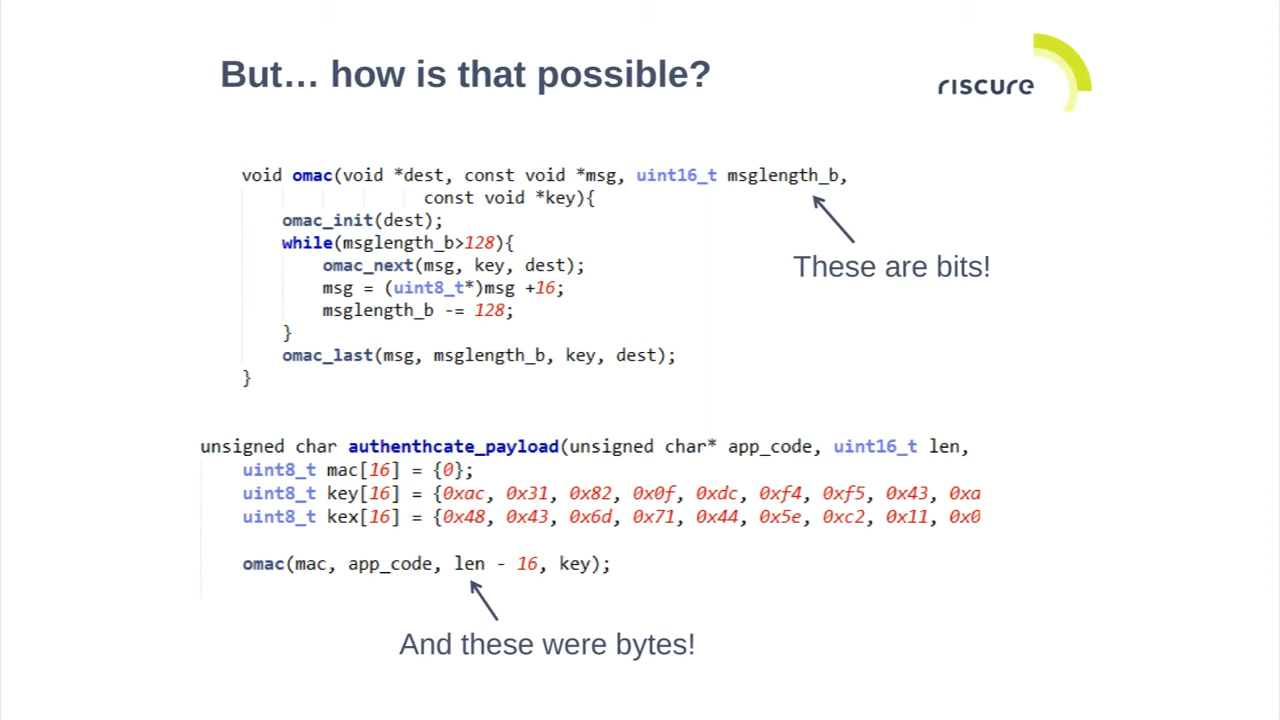 But… how is that possible?
riscure
void omac(void *dest, const void *msg, uint16_t msglength_b,
const void *key){
omac_init(dest);
while(msglength_b>128){
omac_next(msg, key, dest);
msg = (uint8_t*)msg +16;
msglength_b -= 128;
}
omac_last(msg, msglength_b, key, dest);
}
These are bits!
unsigned char authenthcate_payload(unsigned char* app_code, uint16_t len,
uint8_t mac[16] = {0};
uint8_t key[16] = {0xac, 0x31, 0x82, 0x0f, 0xdc, 0xf4, 0xf5, 0x43, 0xa
uint8_t kex[16] = {0x48, 0x43, 0x6d, 0x71, 0x44, 0x5e, 0xc2, 0x11, 0x0
omac(mac, app_code, len - 16, key);
And these were bytes!